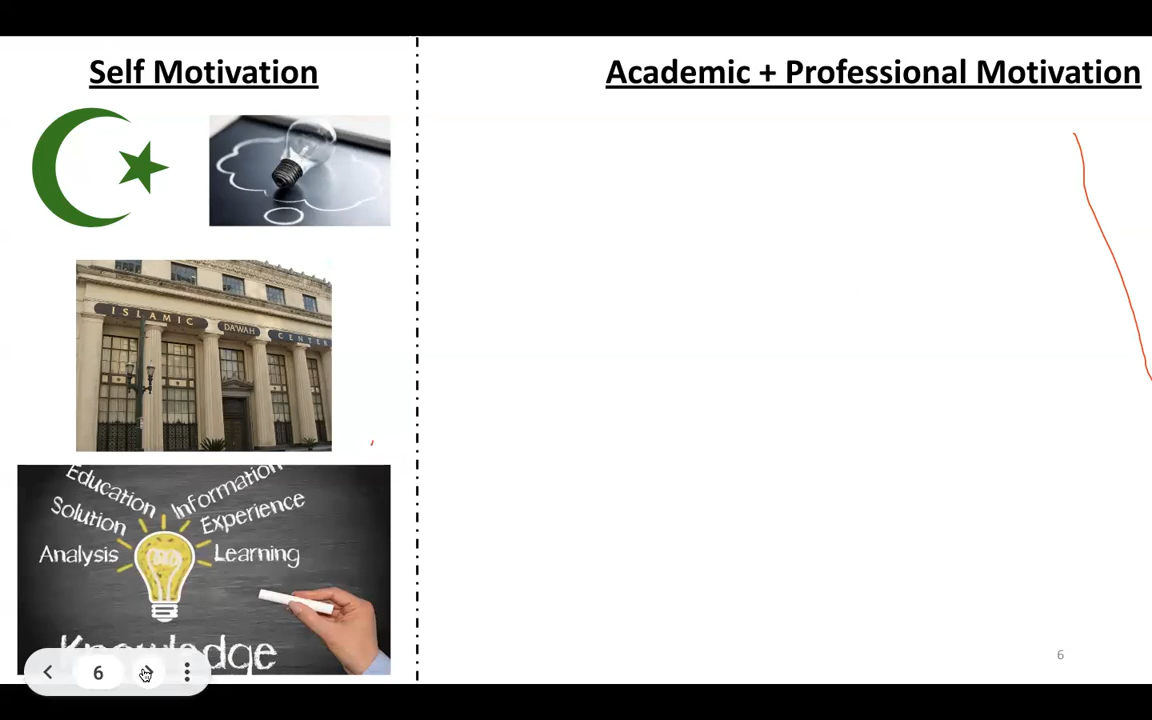 Self Motivation
Academic + Professional Motivation
ISLAMIC DA'WAH CENTER
Education Information
Solution Experience
Analysis Learning
6
6